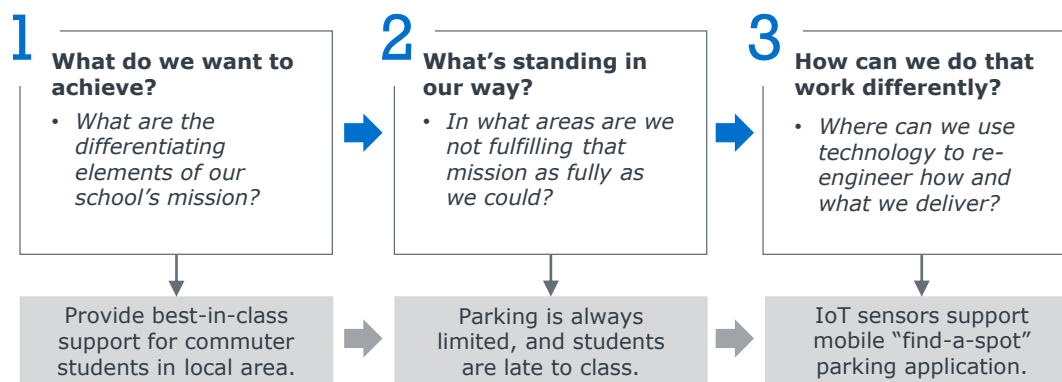 1
What do we want to
achieve?
• What are the
differentiating
elements of our
school's mission?
2
What's standing in
our way?
• In what areas are we
not fulfilling that
mission as fully as
we could?
3
How can we do that
work differently?
• Where can we use
technology to re-
engineer how and
what we deliver?
Provide best-in-class
support for commuter
students in local area.
Parking is always
limited, and students
are late to class.
IoT sensors support
mobile “find-a-spot”
parking application.